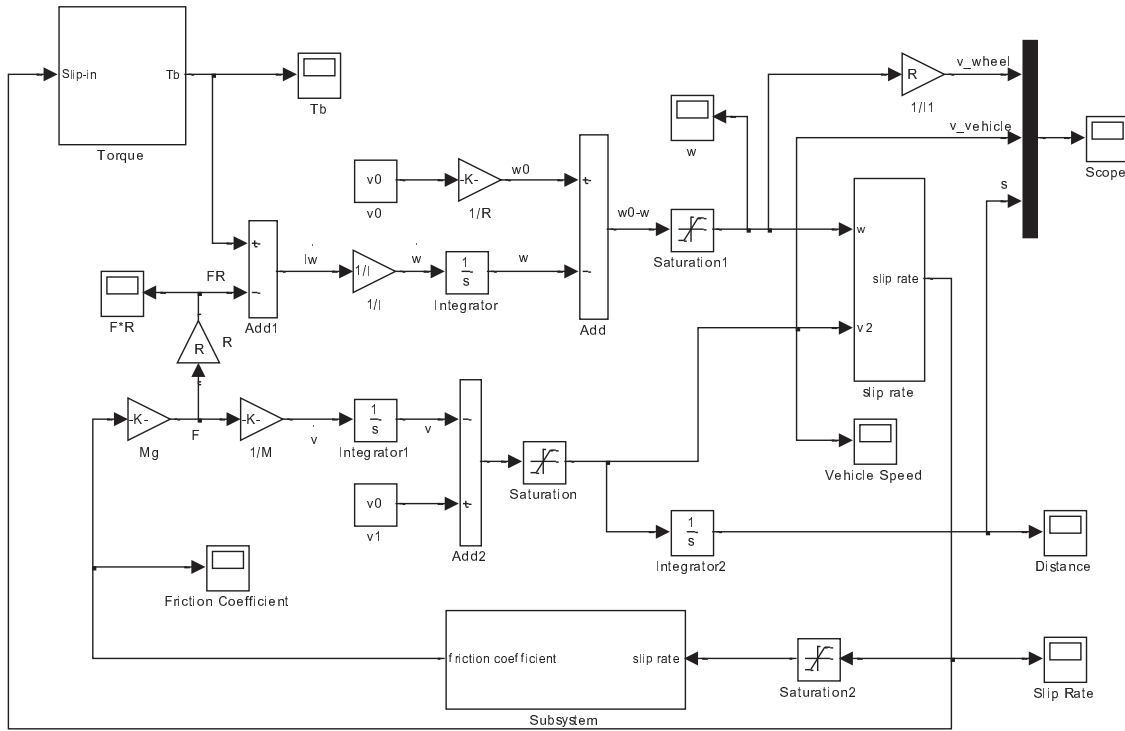 Slip-in
Tb
Torque
Tb
v_wheel
R
1/I1
v_vehicle
w
Scope
v0
v0
-K-
1/R
w0
+
-
Add
w0-w
Saturation1
s
w
slip rate
v2
slip rate
FR
F*R
+
-
Add1
Iw
1/I
1/I
w
1
s
Integrator
w
R
R
-K-
Mg
F
-K-
1/M
v
1
s
Integrator1
v
-
+
Add2
Saturation
v0
v1
Vehicle Speed
1
s
Integrator2
Distance
Friction Coefficient
friction coefficient
slip rate
Subsystem
Saturation2
Slip Rate